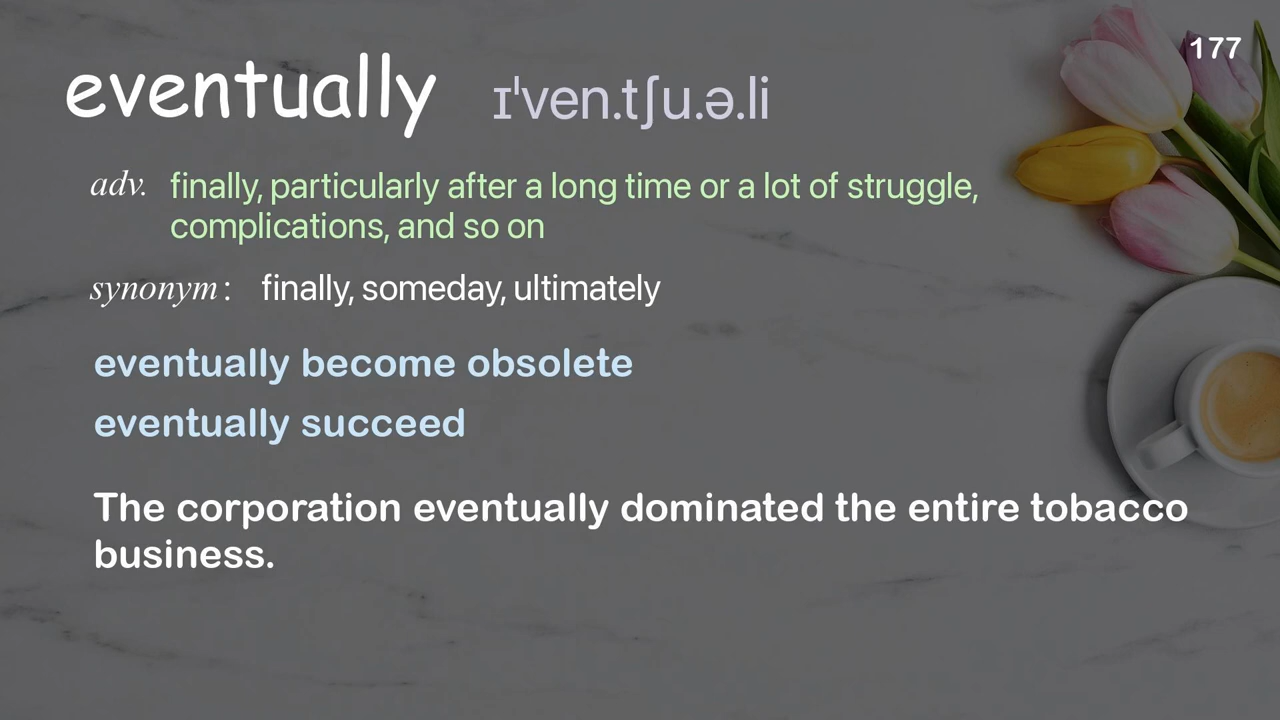 177
eventually ɪˈven.tʃu.ə.li
adv. finally, particularly after a long time or a lot of struggle,
complications, and so on
synonym : finally, someday, ultimately
eventually become obsolete
eventually succeed
The corporation eventually dominated the entire tobacco
business.